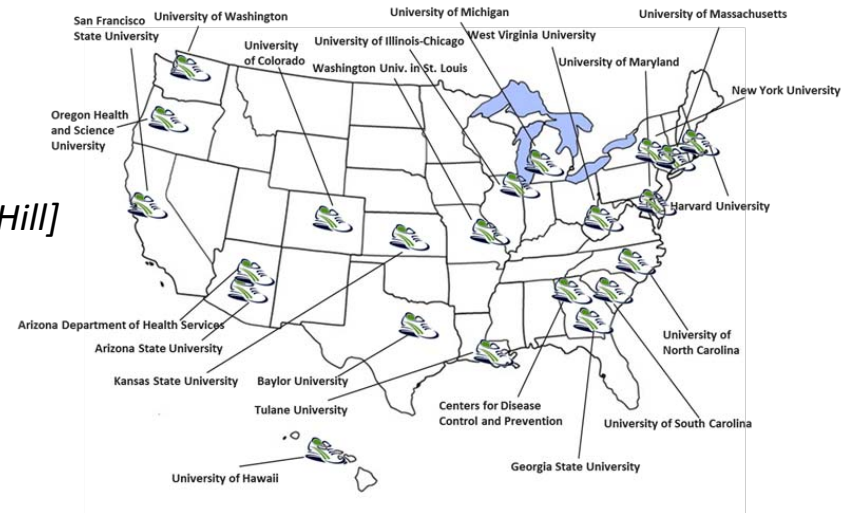 San Francisco
State University
University of Washington
University of Michigan
University of Massachusetts
University
of Colorado
University of Illinois-Chicago
West Virginia University
Washington Univ. in St. Louis
University of Maryland
New York University
Oregon Health
and Science
University
Hill]
Harvard University
Arizona Department of Health Services
Arizona State University
Kansas State University
Baylor University
Tulane University
Centers for Disease
Control and Prevention
University of
North Carolina
University of South Carolina
Georgia State University
University of Hawaii